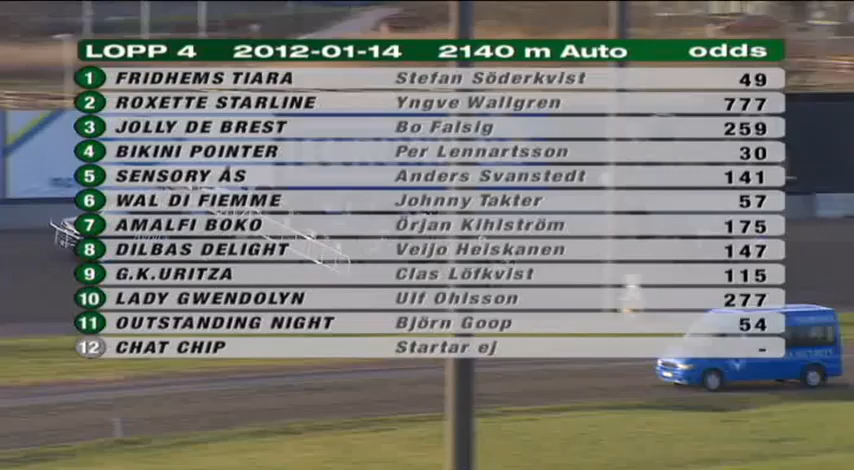 LOPP 4 2012-01-14 2140 m Auto odds
1 FRIDHEMS TIARA Stefan Söderkvist 49
2 ROXETTE STARLINE Yngve Wallgren 777
3 JOLLY DE BREST Bo Falsig 259
4 BIKINI POINTER Per Lennartsson 30
5 SENSORY ÅS Anders Svanstedt 141
6 WAL DI FIEMME Johnny Takter 57
7 AMALFI BOKO Örjan Kihlström 175
8 DILBAS DELIGHT Veijo Heiskanen 147
9 G.K.URITZA Clas Löfkvist 115
10 LADY GWENDOLYN Ulf Ohlsson 277
11 OUTSTANDING NIGHT Björn Goop 54
12 CHAT CHIP Startar ej -